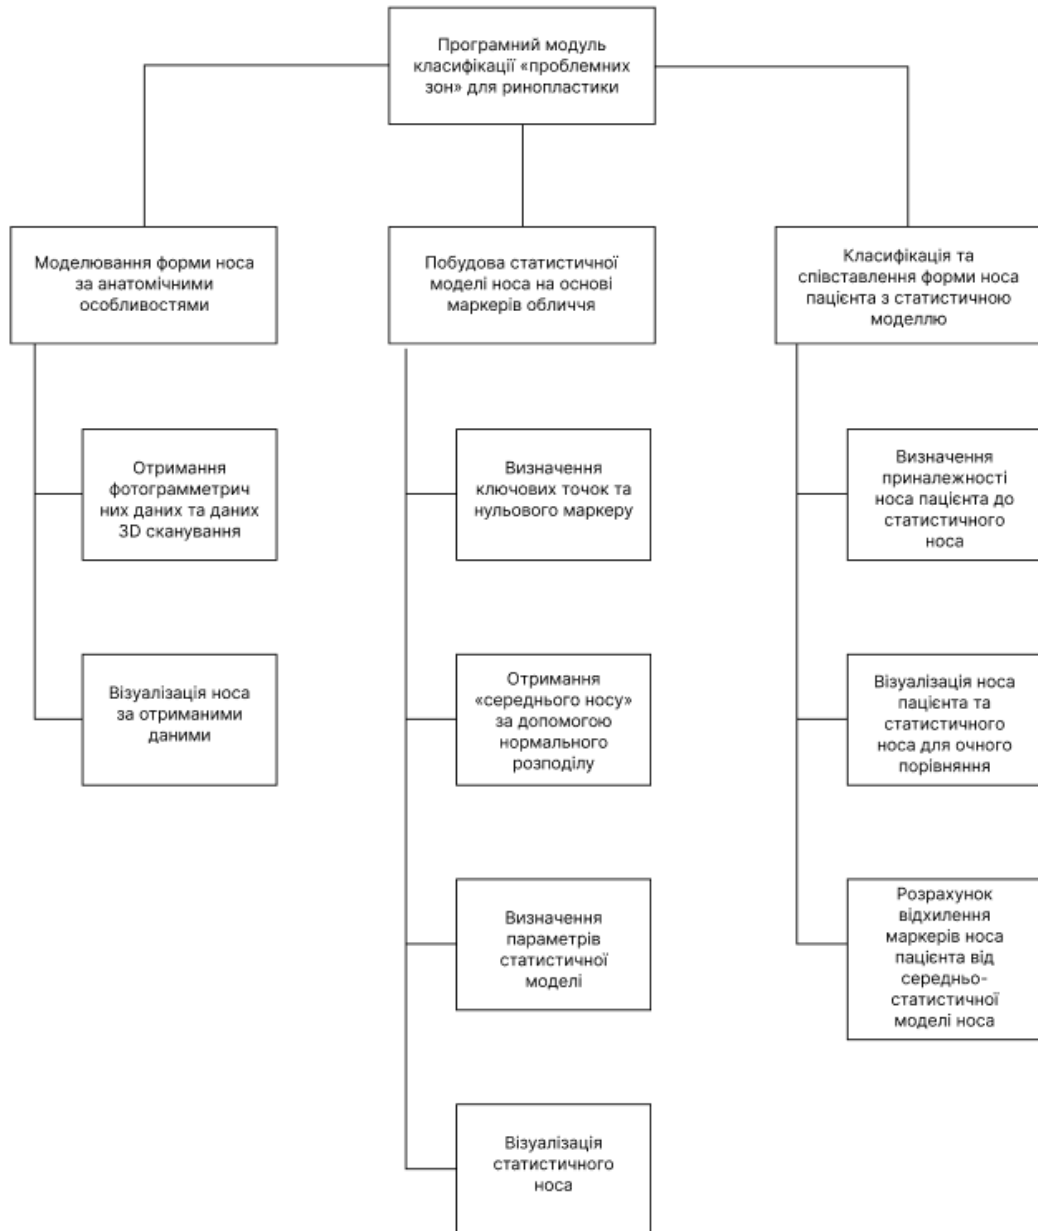 Програмний модуль
класифікації «проблемних
зон» для ринопластики
Моделювання форми носа
за анатомічними
особливостями
Побудова статистичної
моделі носа на основі
маркерів обличчя
Класифікація та
співставлення форми носа
пацієнта з статистичною
моделлю
Отримання
фотограмметрич
них даних та даних
3D сканування
Візуалізація носа
за отриманими
даними
Визначення
ключових точок та
нульового маркеру
Отримання
«середнього носу»
за допомогою
нормального
розподілу
Визначення
параметрів
статистичної
моделі
Візуалізація
статистичного
носа
Визначення
приналежності
носа пацієнта до
статистичного
носа
Візуалізація носа
пацієнта та
статистичного
носа для очного
порівняння
Розрахунок
відхилення
маркерів носа
пацієнта від
середньо-
статистичної
моделі носа